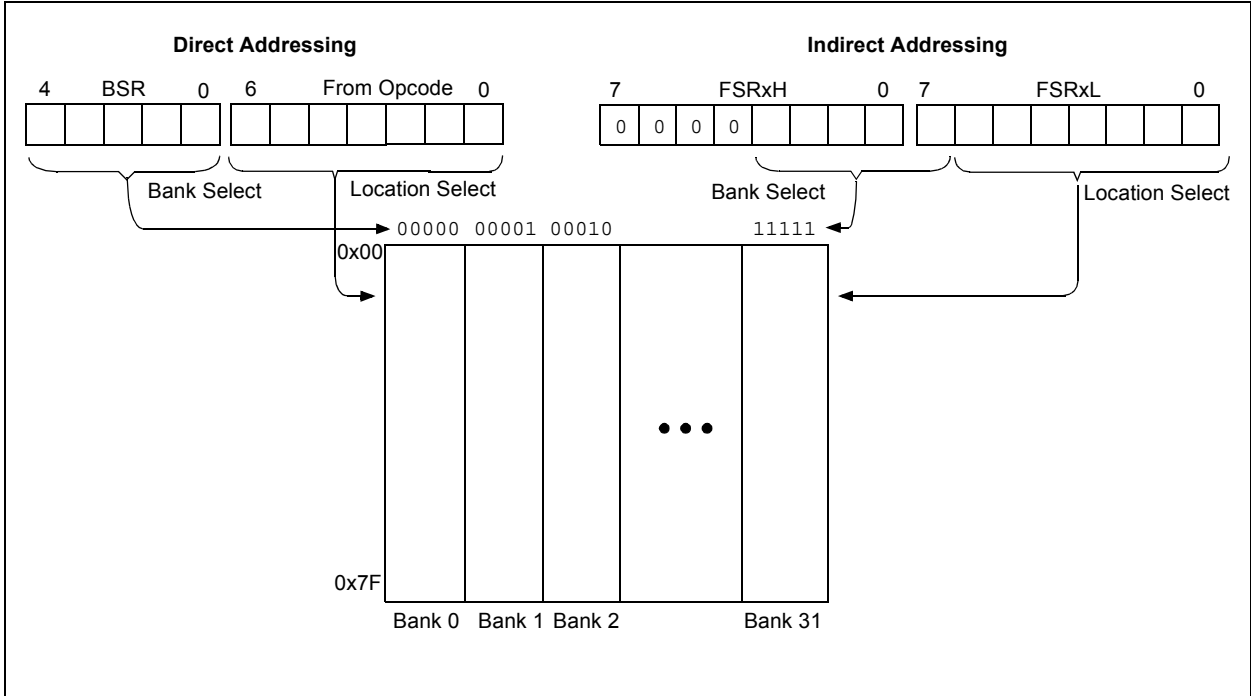 Direct Addressing
Indirect Addressing
4 BSR 0 6 From Opcode 0
7 FSRxH 0 7 FSRxL 0
0 0 0 0
Bank Select
Location Select
Bank Select
Location Select
00000 00001 00010 11111
0x00
0x7F
Bank 0 Bank 1 Bank 2 Bank 31